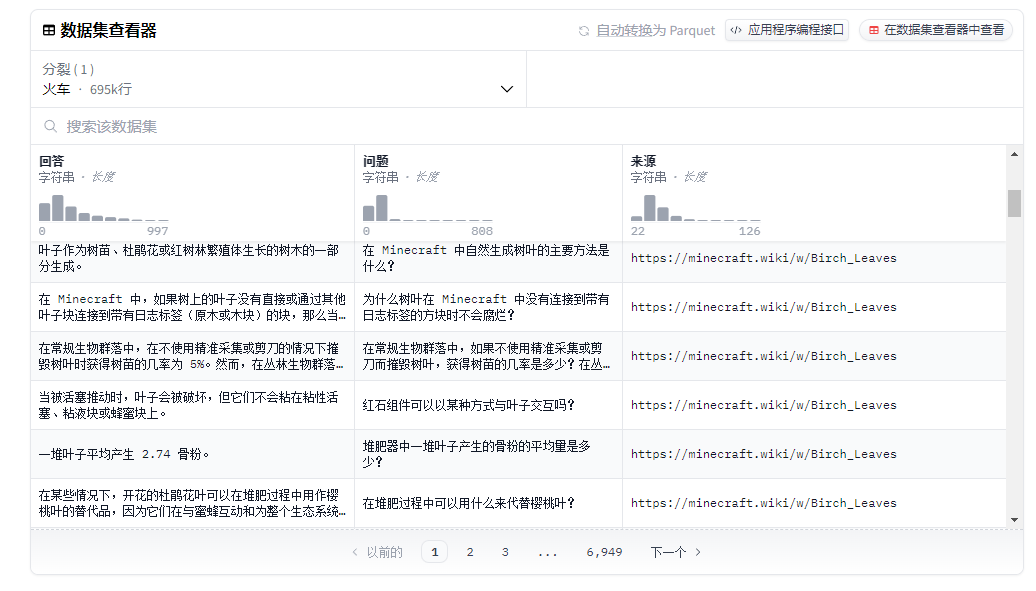 数据集查看器
自动转换为 Parquet
应用程序编程接口
在数据集查看器中查看
分裂 (1)
火车 · 695k行
搜索该数据集
回答
字符串 · 长度
0 997
问题
字符串 · 长度
0 808
来源
字符串 · 长度
22 126
叶子作为树苗、杜鹃花或红树林繁殖体生长的树木的一部
分生成。
在 Minecraft 中自然生成树叶的主要方法是
什么？
https://minecraft.wiki/w/Birch_Leaves
在 Minecraft 中，如果树上的叶子没有直接或通过其他
叶子块连接到带有日志标签（原木或木块）的块，那么当…
为什么树叶在 Minecraft 中没有连接到带有
日志标签的方块时不会腐烂？
https://minecraft.wiki/w/Birch_Leaves
在常规生物群落中，在不使用精准采集或剪刀的情况下摧
毁树叶时获得树苗的几率为 5%。然而，在丛林生物群落…
在常规生物群落中，如果不使用精准采集或剪
刀而摧毁树叶，获得树苗的几率是多少？在丛…
https://minecraft.wiki/w/Birch_Leaves
当被活塞推动时，叶子会被破坏，但它们不会粘在粘性活
塞、粘液块或蜂蜜块上。
红石组件可以以某种方式与叶子交互吗？
https://minecraft.wiki/w/Birch_Leaves
一堆叶子平均产生 2.74 骨粉。
堆肥器中一堆叶子产生的骨粉的平均量是多
少？
https://minecraft.wiki/w/Birch_Leaves
在某些情况下，开花的杜鹃花叶可以在堆肥过程中用作樱
桃叶的替代品，因为它们在与蜜蜂互动和为整个生态系统…
在堆肥过程中可以用什么来代替樱桃叶？
https://minecraft.wiki/w/Birch_Leaves
以前的 1 2 3 ... 6,949 下一个